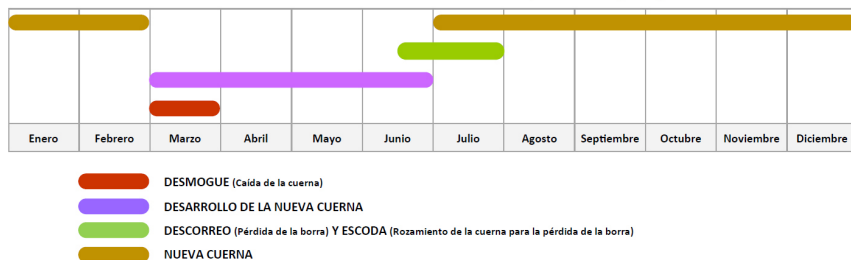 Enero Febrero Marzo Abril Mayo Junio Julio Agosto Septiembre Octubre Noviembre Diciembre
DESMOGUE (Caída de la cuerna)
DESARROLLO DE LA NUEVA CUERNA
DESCORREO (Pérdida de la borra) Y ESCODA (Rozamiento de la cuerna para la pérdida de la borra)
NUEVA CUERNA